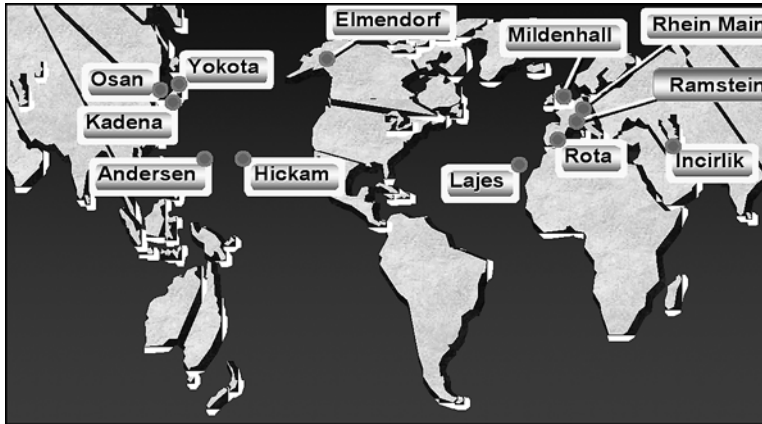 Elmendorf
Mildenhall
Rhein Main
Osan
Yokota
Ramstein
Kadena
Andersen
Hickam
Lajes
Rota
Incirlik